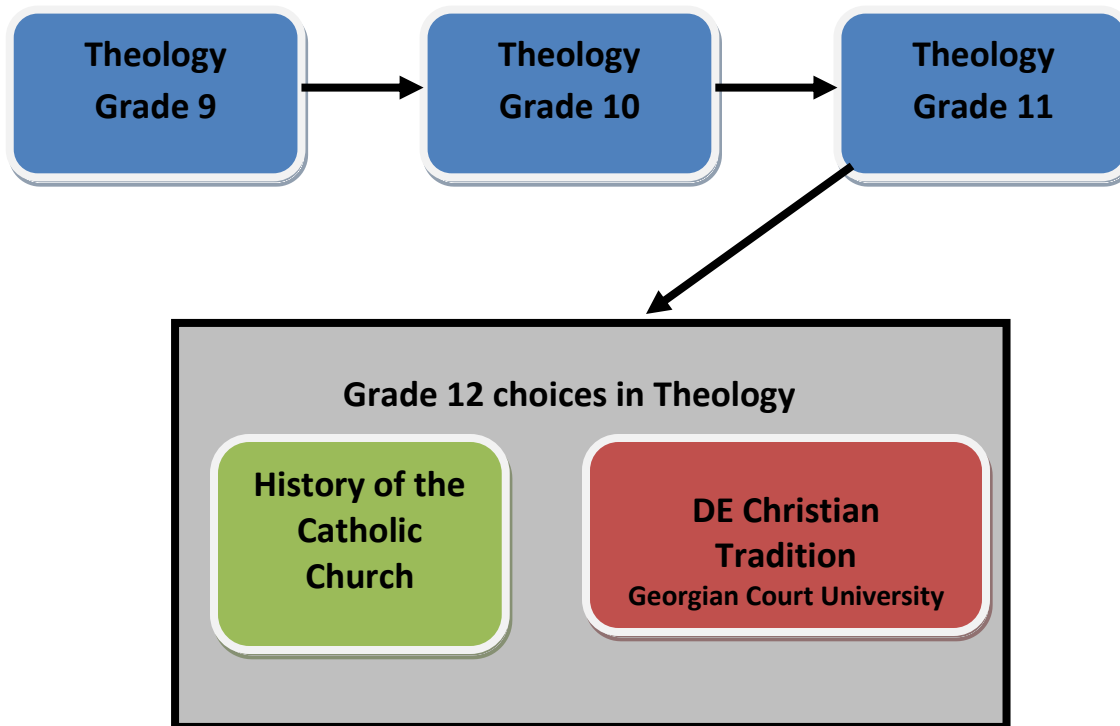 Theology
Grade 9
Theology
Grade 10
Theology
Grade 11
Grade 12 choices in Theology
History of the
Catholic
Church
DE Christian
Tradition
Georgian Court University